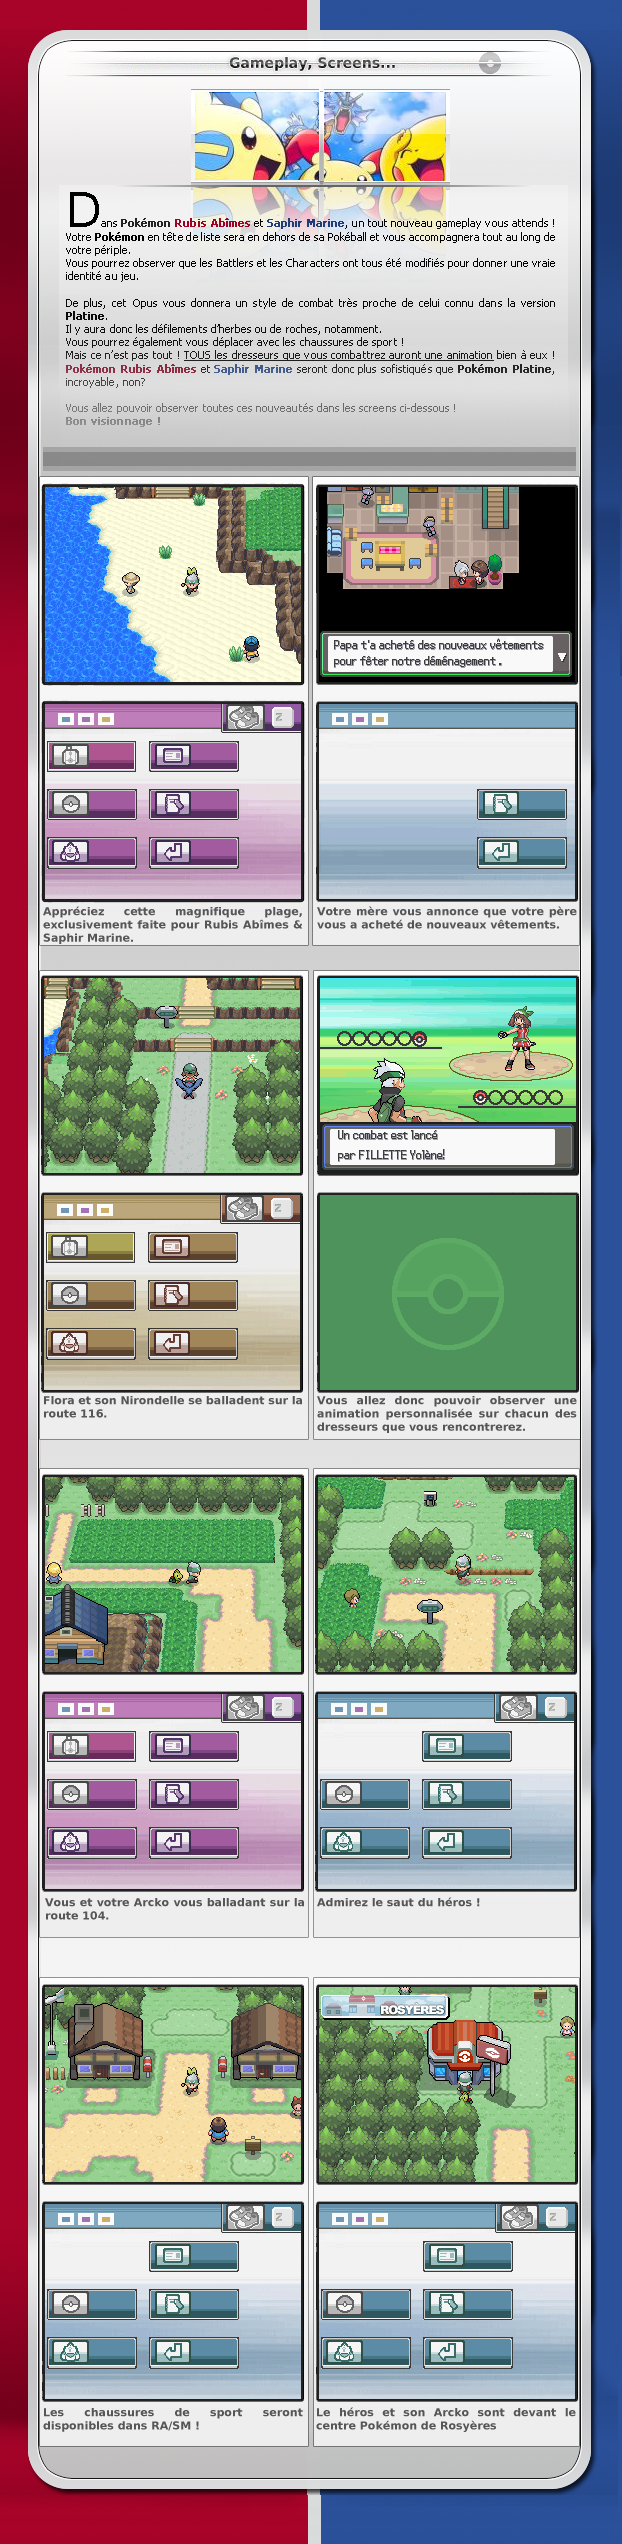 Gameplay, Screens...
Dans Pokémon Rubis Abîmes et Saphir Marine, un tout nouveau gameplay vous attends !
Votre Pokémon en tête de liste sera en dehors de sa Pokéball et vous accompagnera tout au long de
votre périple.
Vous pourrez observer que les Battlers et les Characters ont tous été modifiés pour donner une vraie
identité au jeu.
De plus, cet Opus vous donnera un style de combat très proche de celui connu dans la version
Platine.
Il y aura donc les défilements d'herbes ou de roches, notamment.
Vous pourrez également vous déplacer avec les chaussures de sport !
Mais ce n'est pas tout ! TOUS les dresseurs que vous combattrez auront une animation bien à eux !
Pokémon Rubis Abîmes et Saphir Marine seront donc plus sofistiqués que Pokémon Platine,
incroyable, non?
Vous allez pouvoir observer toutes ces nouveautés dans les screens ci-dessous !
Bon visionnage !
Papa t'a acheté des nouveaux vêtements
pour fêter notre déménagement.
Z
Appréciez cette magnifique plage,
exclusivement faite pour Rubis Abîmes &
Saphir Marine.
Votre mère vous annonce que votre père
vous a acheté de nouveaux vêtements.
Un combat est lancé
par FILLETTE Yolène!
Z
Flora et son Nirondelle se balladent sur la
route 116.
Vous allez donc pouvoir observer une
animation personnalisée sur chacun des
dresseurs que vous rencontrerez.
Z
Z
Vous et votre Arcko vous balladant sur la
route 104.
Admirez le saut du héros !
ROSYERES
Z
Z
Les chaussures de sport seront
disponibles dans RA/SM !
Le héros et son Arcko sont devant le
centre Pokémon de Rosyères